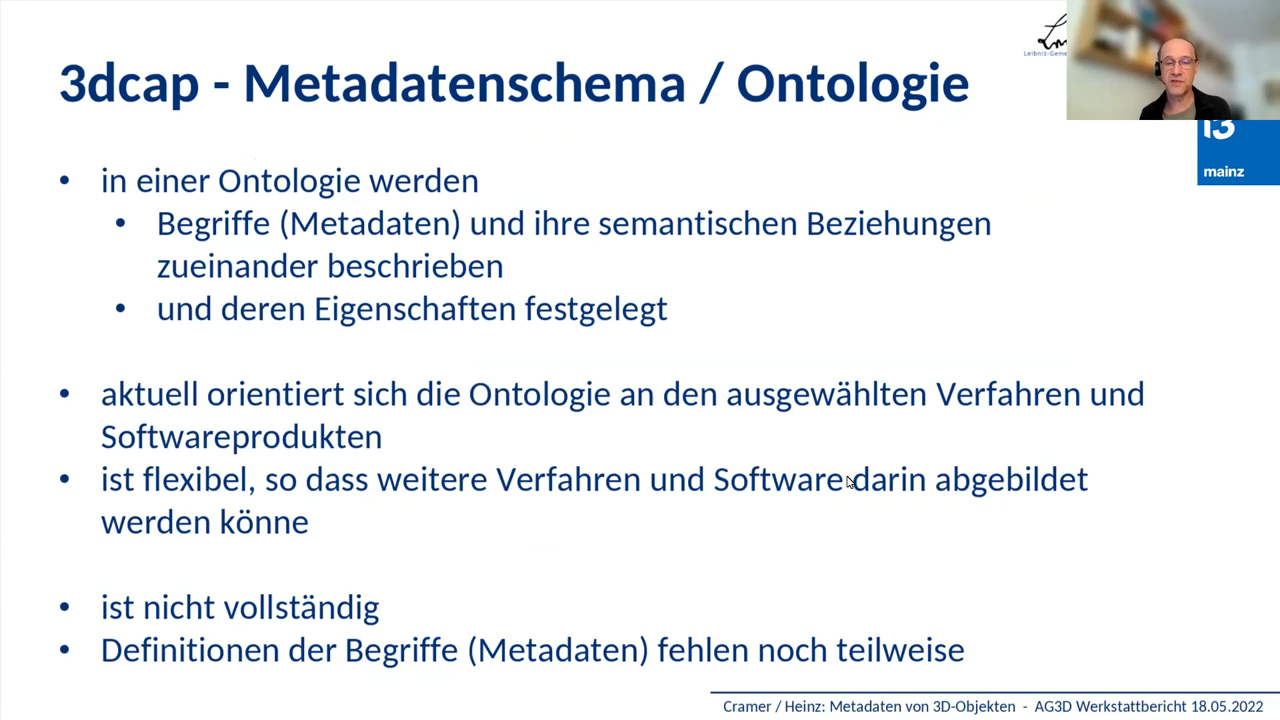 3dcap - Metadatenschema / Ontologie
• in einer Ontologie werden
• Begriffe (Metadaten) und ihre semantischen Beziehungen
zueinander beschrieben
• und deren Eigenschaften festgelegt
• aktuell orientiert sich die Ontologie an den ausgewählten Verfahren und
Softwareprodukten
• ist flexibel, so dass weitere Verfahren und Software darin abgebildet
werden könne
• ist nicht vollständig
• Definitionen der Begriffe (Metadaten) fehlen noch teilweise
i3
mainz
Cramer / Heinz: Metadaten von 3D-Objekten - AG3D Werkstattbericht 18.05.2022